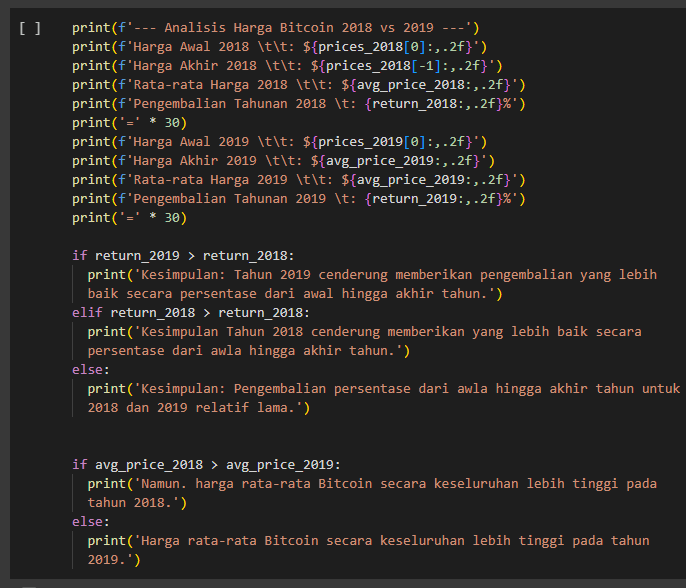 [ ]
print(f'--- Analisis Harga Bitcoin 2018 vs 2019 ---')
print(f'Harga Awal 2018 \t\t: ${prices_2018[0]:,.2f}')
print(f'Harga Akhir 2018 \t\t: ${prices_2018[-1]:,.2f}')
print(f'Rata-rata Harga 2018 \t\t: ${avg_price_2018:,.2f}')
print(f'Pengembalian Tahunan 2018 \t: {return_2018:,.2f}%')
print('=' * 30)
print(f'Harga Awal 2019 \t\t: ${prices_2019[0]:,.2f}')
print(f'Harga Akhir 2019 \t\t: ${avg_price_2019:,.2f}')
print(f'Rata-rata Harga 2019 \t\t: ${avg_price_2019:,.2f}')
print(f'Pengembalian Tahunan 2019 \t: {return_2019:,.2f}%')
print('=' * 30)

if return_2019 > return_2018:
  print('Kesimpulan: Tahun 2019 cenderung memberikan pengembalian yang lebih
  baik secara persentase dari awal hingga akhir tahun.')
elif return_2018 > return_2018:
  print('Kesimpulan Tahun 2018 cenderung memberikan yang lebih baik secara
  persentase dari awla hingga akhir tahun.')
else:
  print('Kesimpulan: Pengembalian persentase dari awla hingga akhir tahun untuk
  2018 dan 2019 relatif lama.')

if avg_price_2018 > avg_price_2019:
  print('Namun. harga rata-rata Bitcoin secara keseluruhan lebih tinggi pada
  tahun 2018.')
else:
  print('Harga rata-rata Bitcoin secara keseluruhan lebih tinggi pada tahun
  2019.')